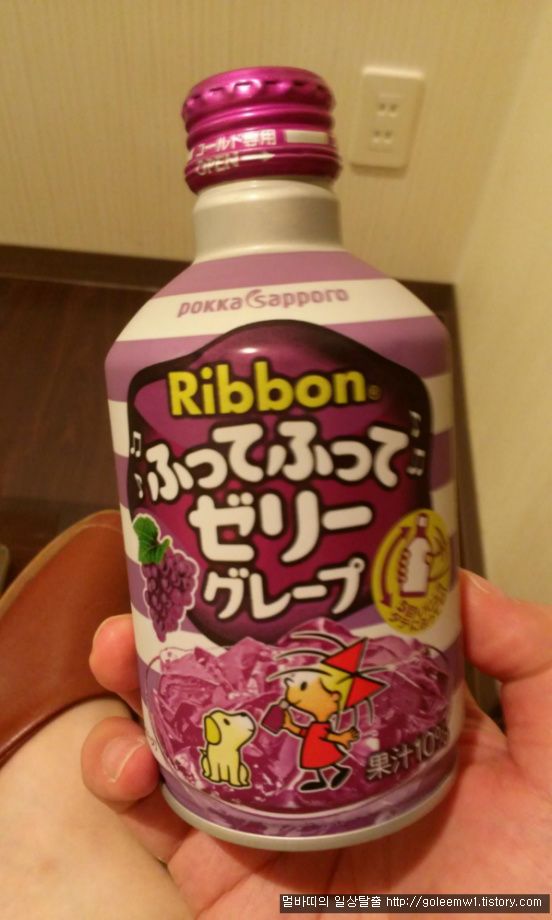 コールド専用
OPEN
POKKA Sapporo
Ribbon®
ふってふって
ゼリー
グレープ
果汁10%
멀바띠의 일상탈출 http://goleemw1.tistory.com